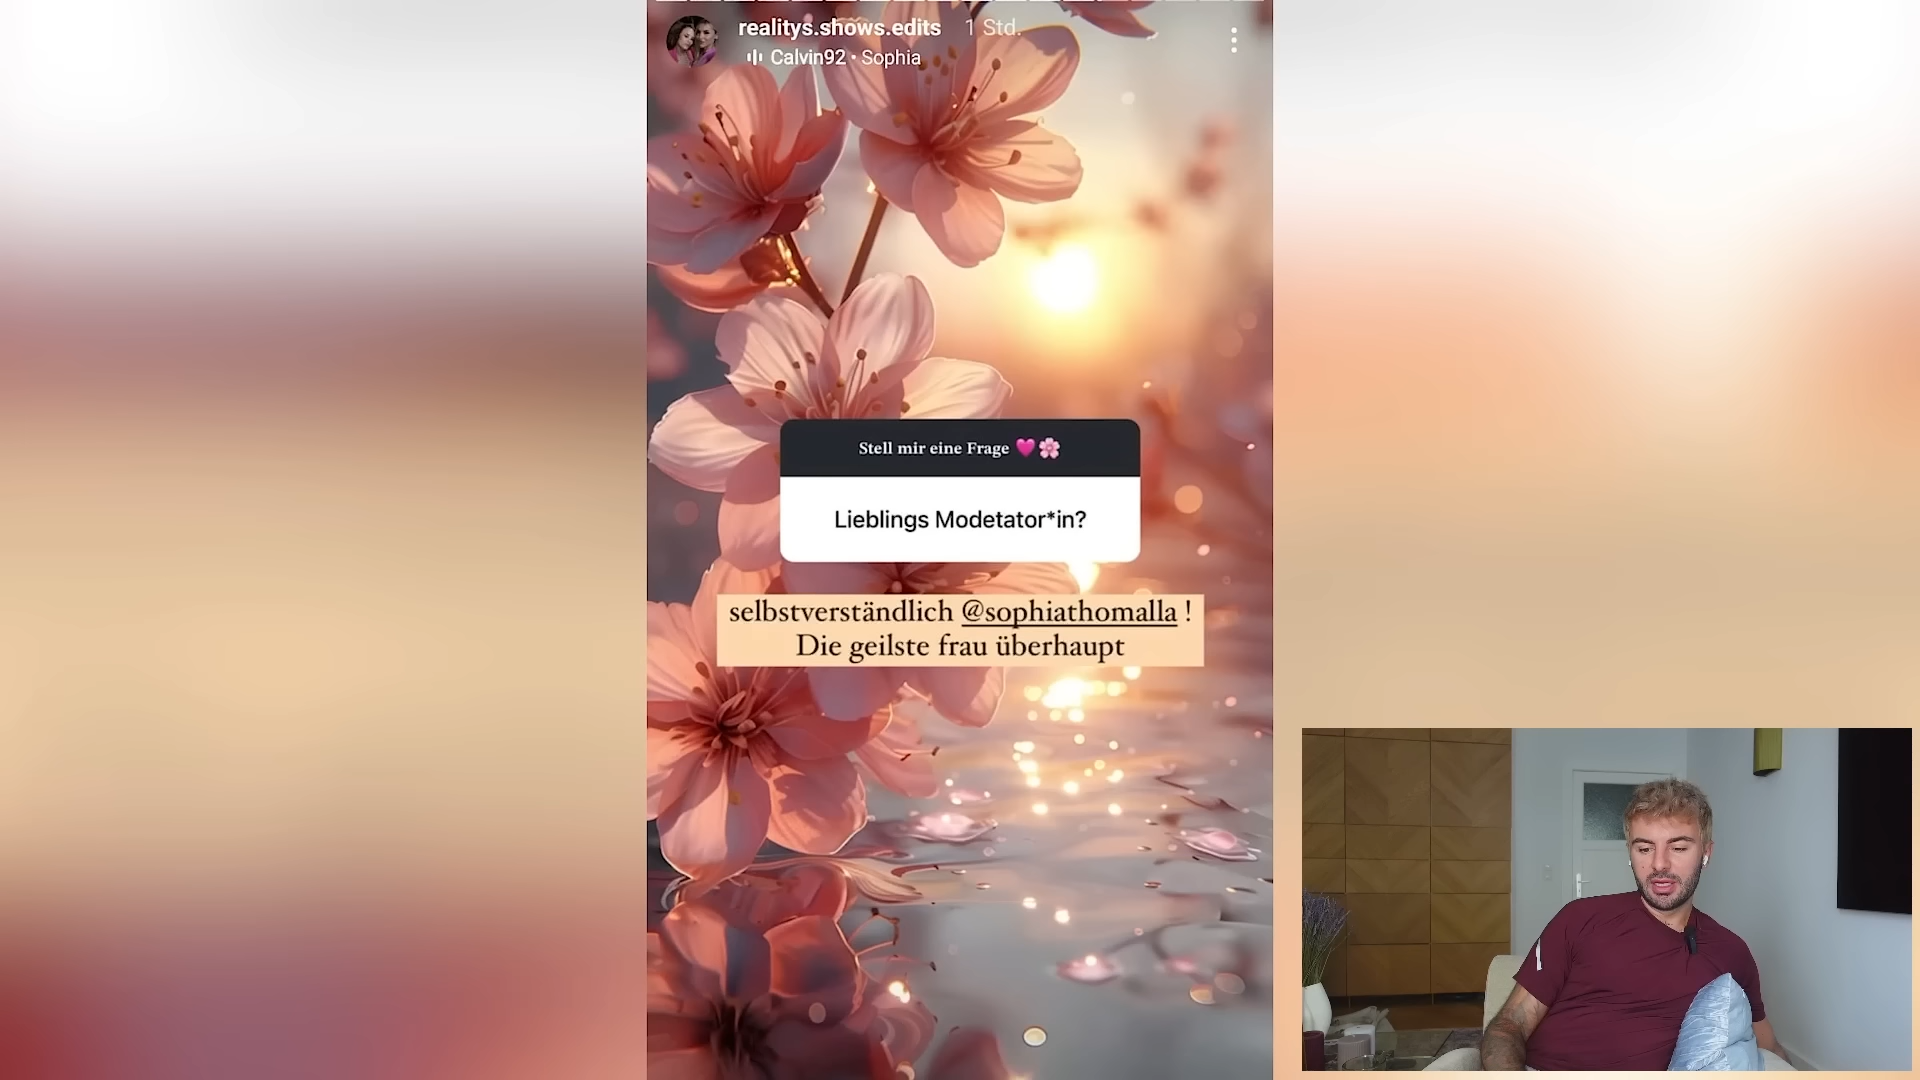 realitys.shows.edits 1 Std.
Calvin92 • Sophia
Stell mir eine Frage 💗🌸
Lieblings Modetator*in?
selbstverständlich @sophiathomalla !
Die geilste frau überhaupt